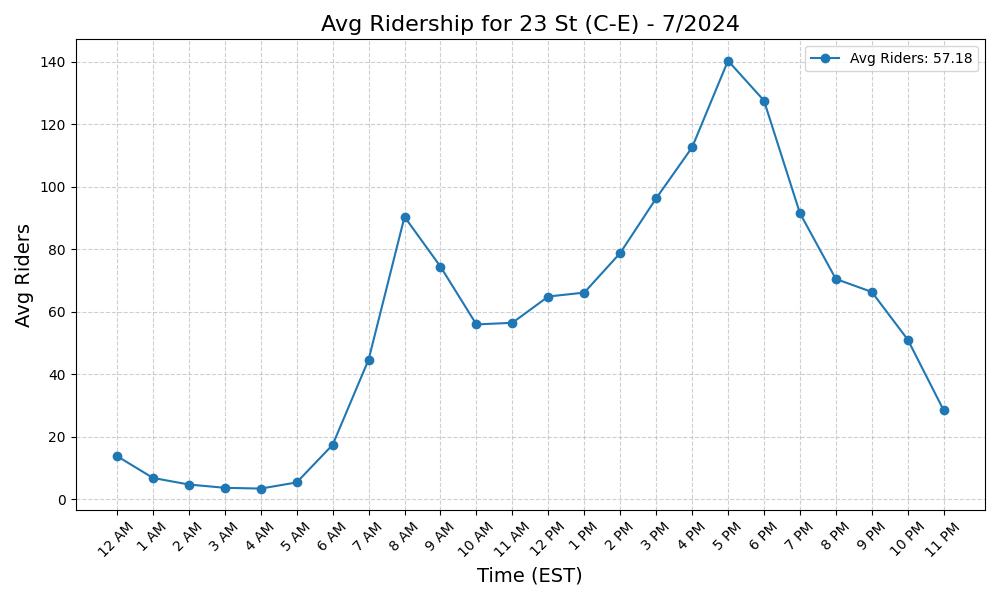 Avg Ridership for 23 St (C-E) - 7/2024
Avg Riders: 57.18
Avg Riders
140
120
100
80
60
40
20
0
12 AM
1 AM
2 AM
3 AM
4 AM
5 AM
6 AM
7 AM
8 AM
9 AM
10 AM
11 AM
12 PM
1 PM
2 PM
3 PM
4 PM
5 PM
6 PM
7 PM
8 PM
9 PM
10 PM
11 PM
Time (EST)